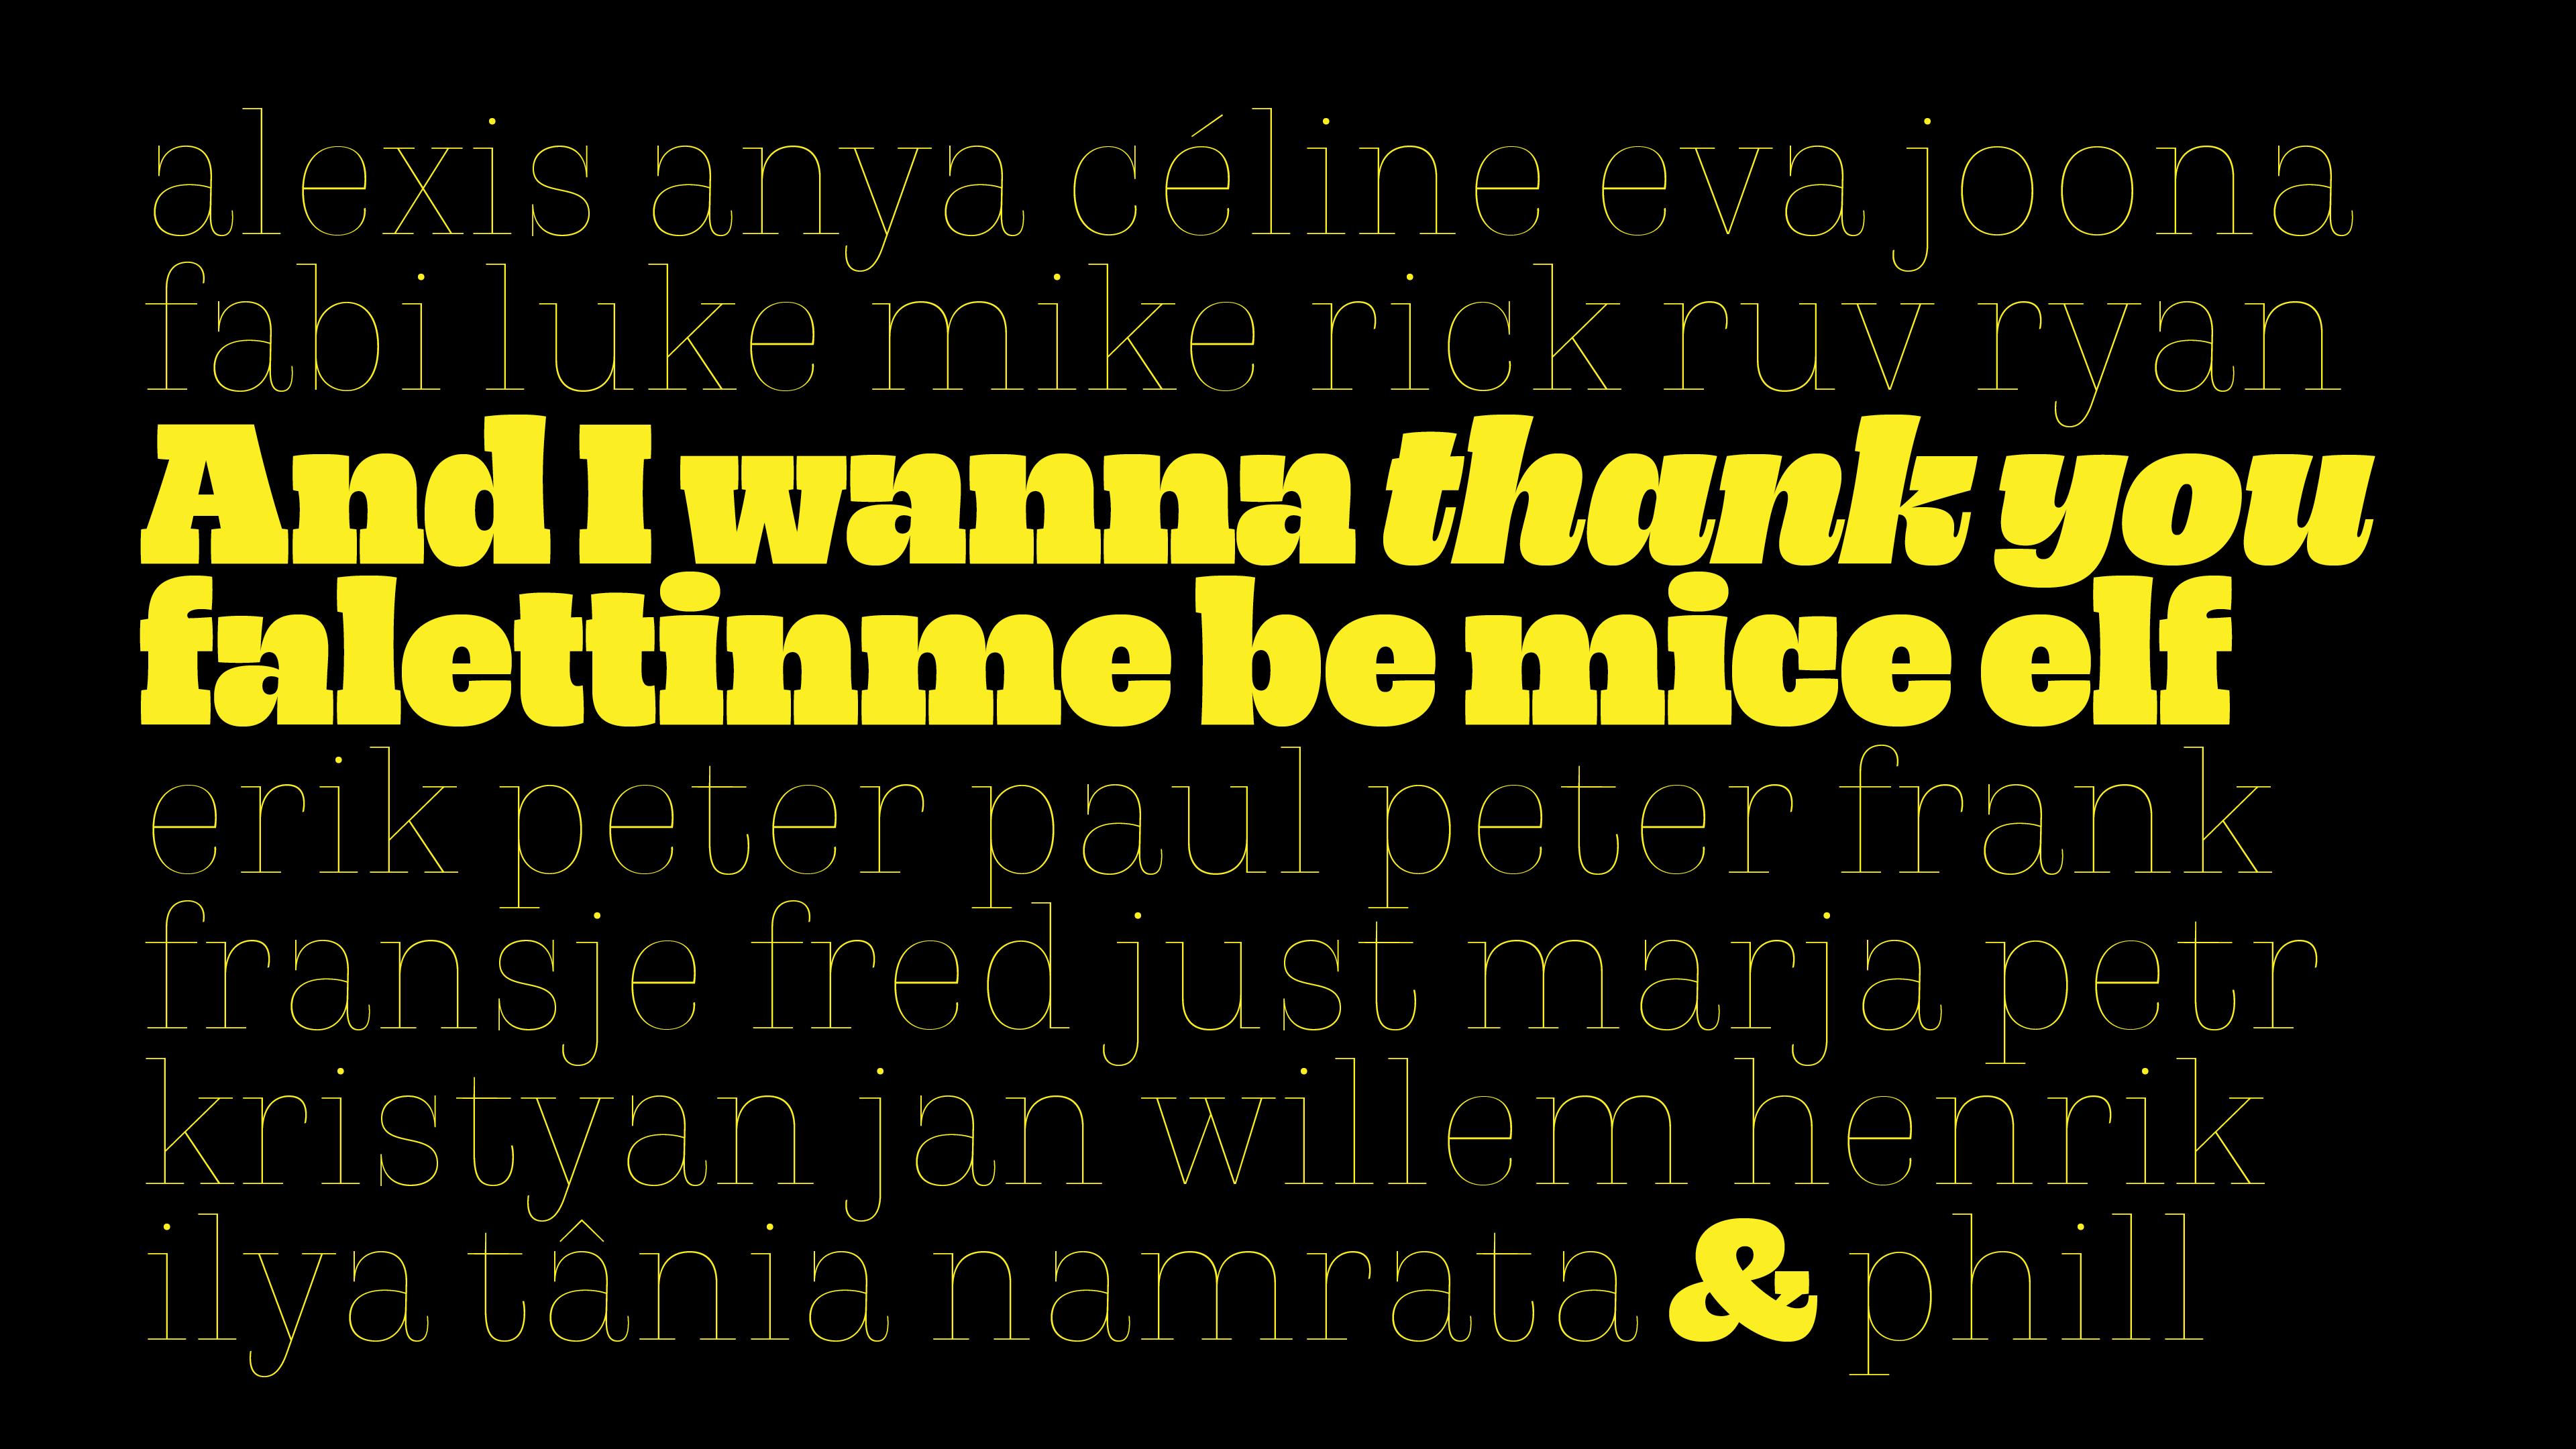 alexis anya céline eva joona
fabi luke mike rick ruv ryan
And I wanna thank you
falettinme be mice elf
erik peter paul peter frank
fransje fred just marja petr
kristyan jan willem henrik
ilya tânia namrata & phill